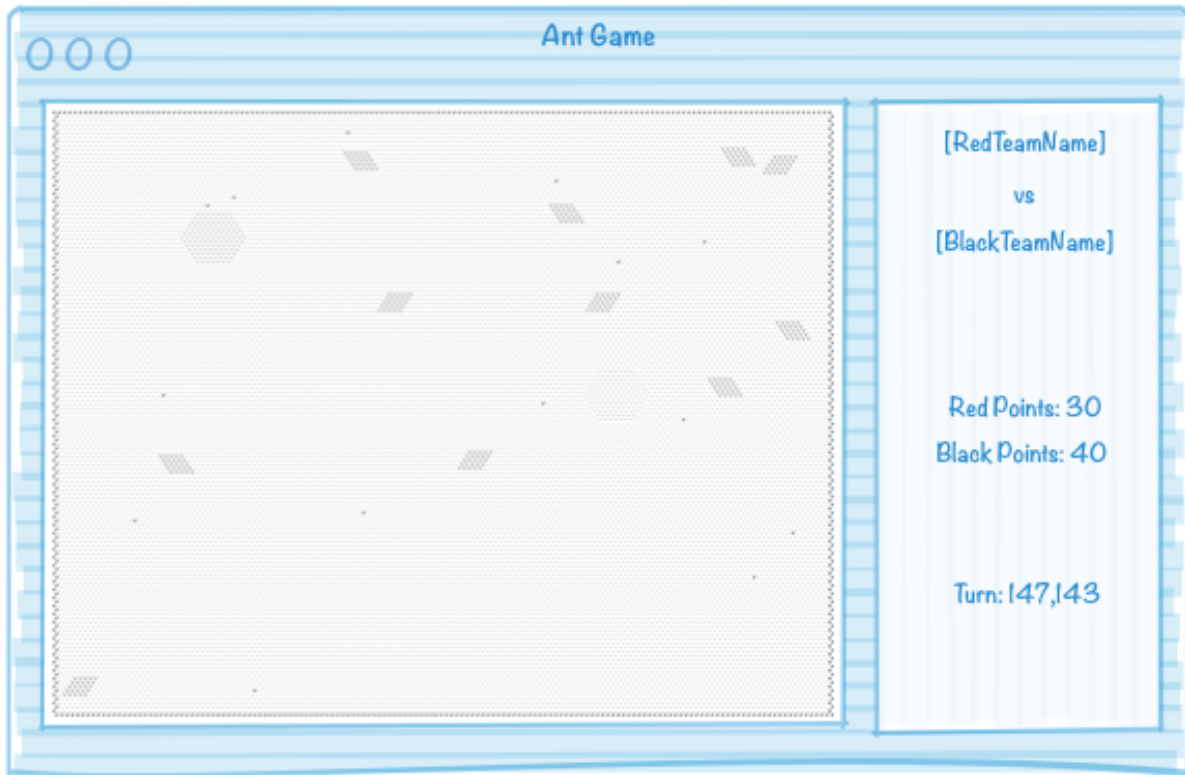 Ant Game
[RedTeamName]
vs
[BlackTeamName]
Red Points: 30
Black Points: 40
Turn: 147,143